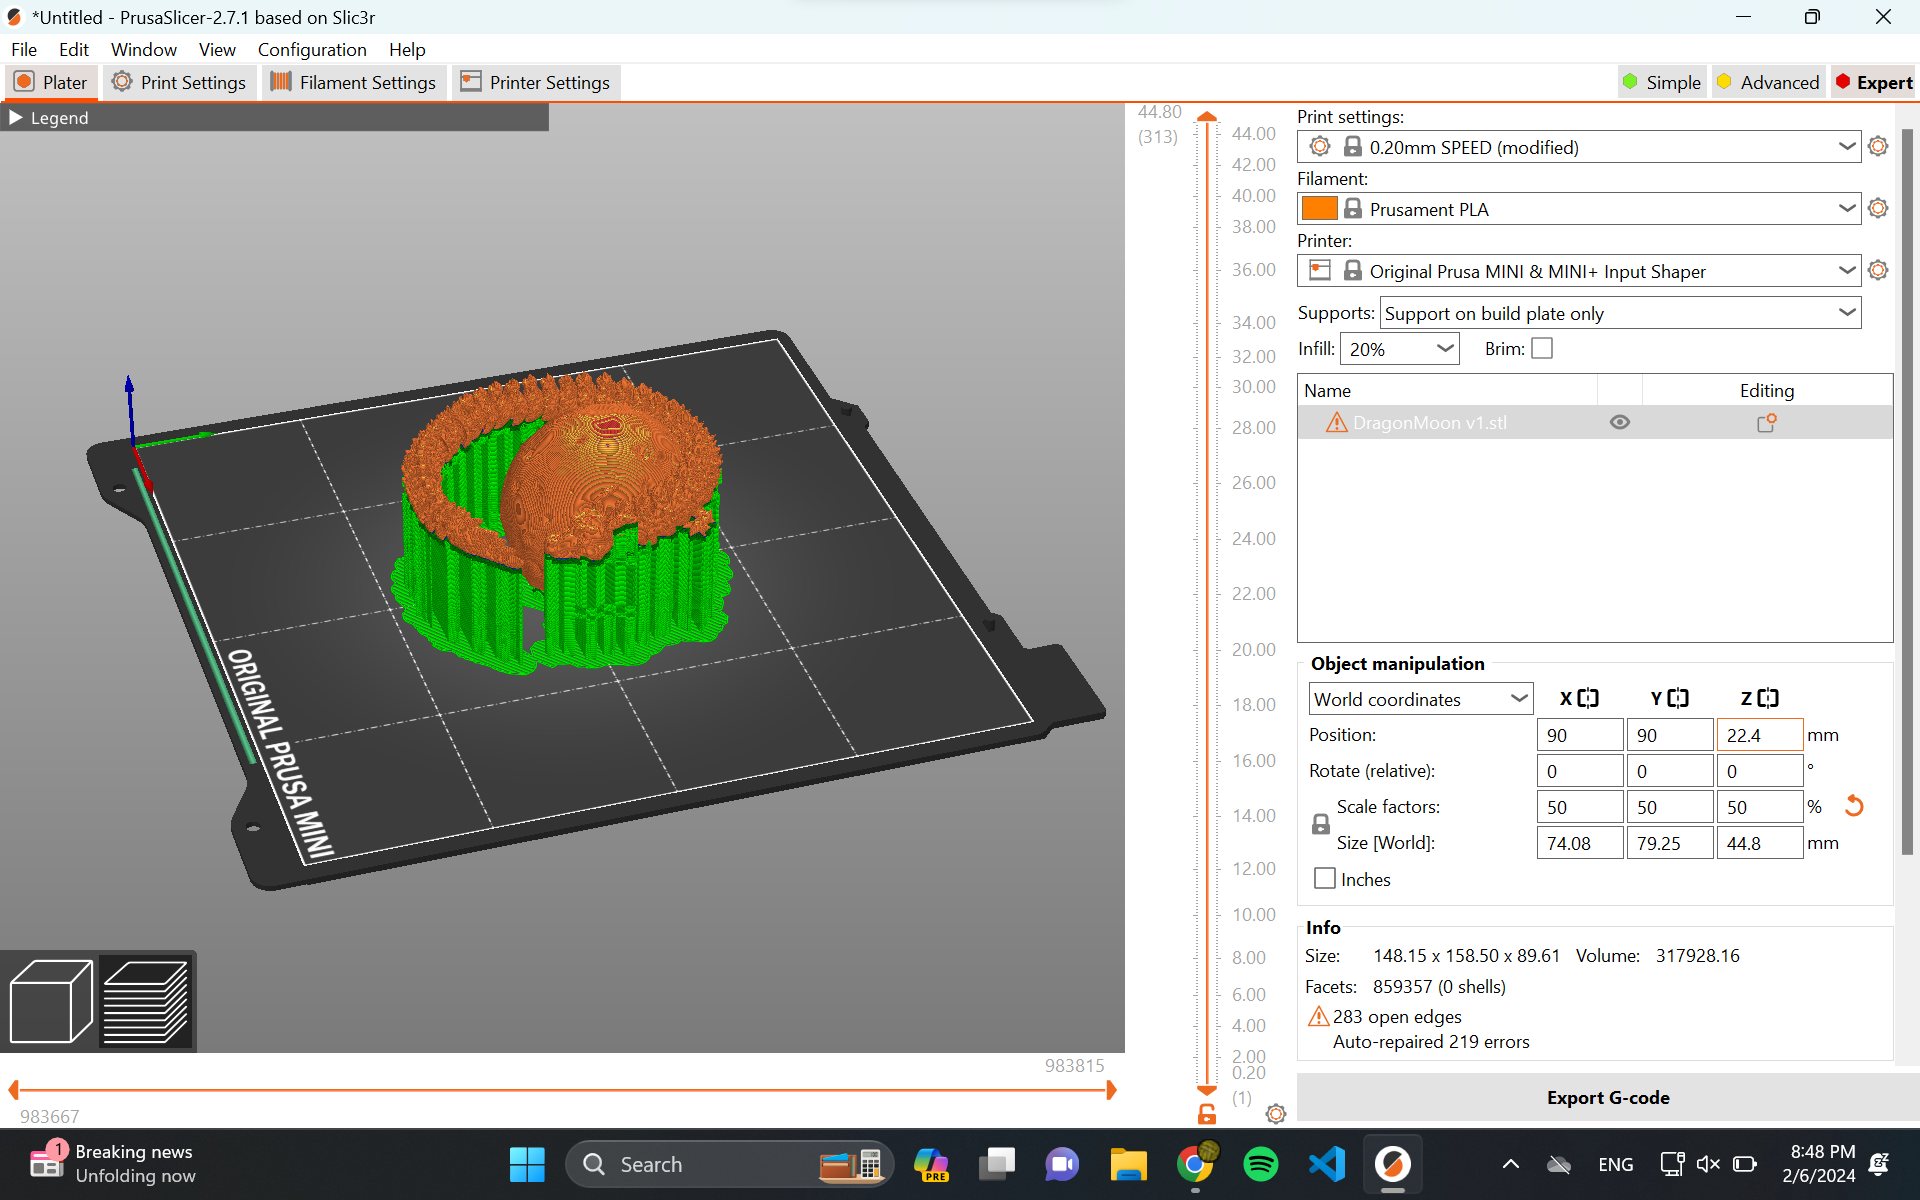 *Untitled - PrusaSlicer-2.7.1 based on Slic3r
File Edit Window View Configuration Help
Plater Print Settings Filament Settings Printer Settings Simple Advanced Expert
Legend
44.80
(313)
44.00
42.00
40.00
38.00
36.00
34.00
32.00
30.00
28.00
26.00
24.00
22.00
20.00
18.00
16.00
14.00
12.00
10.00
8.00
6.00
4.00
2.00
0.20
(1)
ORIGINAL PRUSA MINI
983815
983667
Print settings:
0.20mm SPEED (modified)
Filament:
Prusament PLA
Printer:
Original Prusa MINI & MINI+ Input Shaper
Supports: Support on build plate only
Infill: 20% Brim:
Name Editing
DragonMoon v1.stl
Object manipulation
World coordinates X Y Z
Position: 90 90 22.4 mm
Rotate (relative): 0 0 0 °
Scale factors: 50 50 50 %
Size [World]: 74.08 79.25 44.8 mm
Inches
Info
Size: 148.15 x 158.50 x 89.61 Volume: 317928.16
Facets: 859357 (0 shells)
283 open edges
Auto-repaired 219 errors
Export G-code
1 Breaking news
Unfolding now
Search
PRE
ENG
8:48 PM
2/6/2024